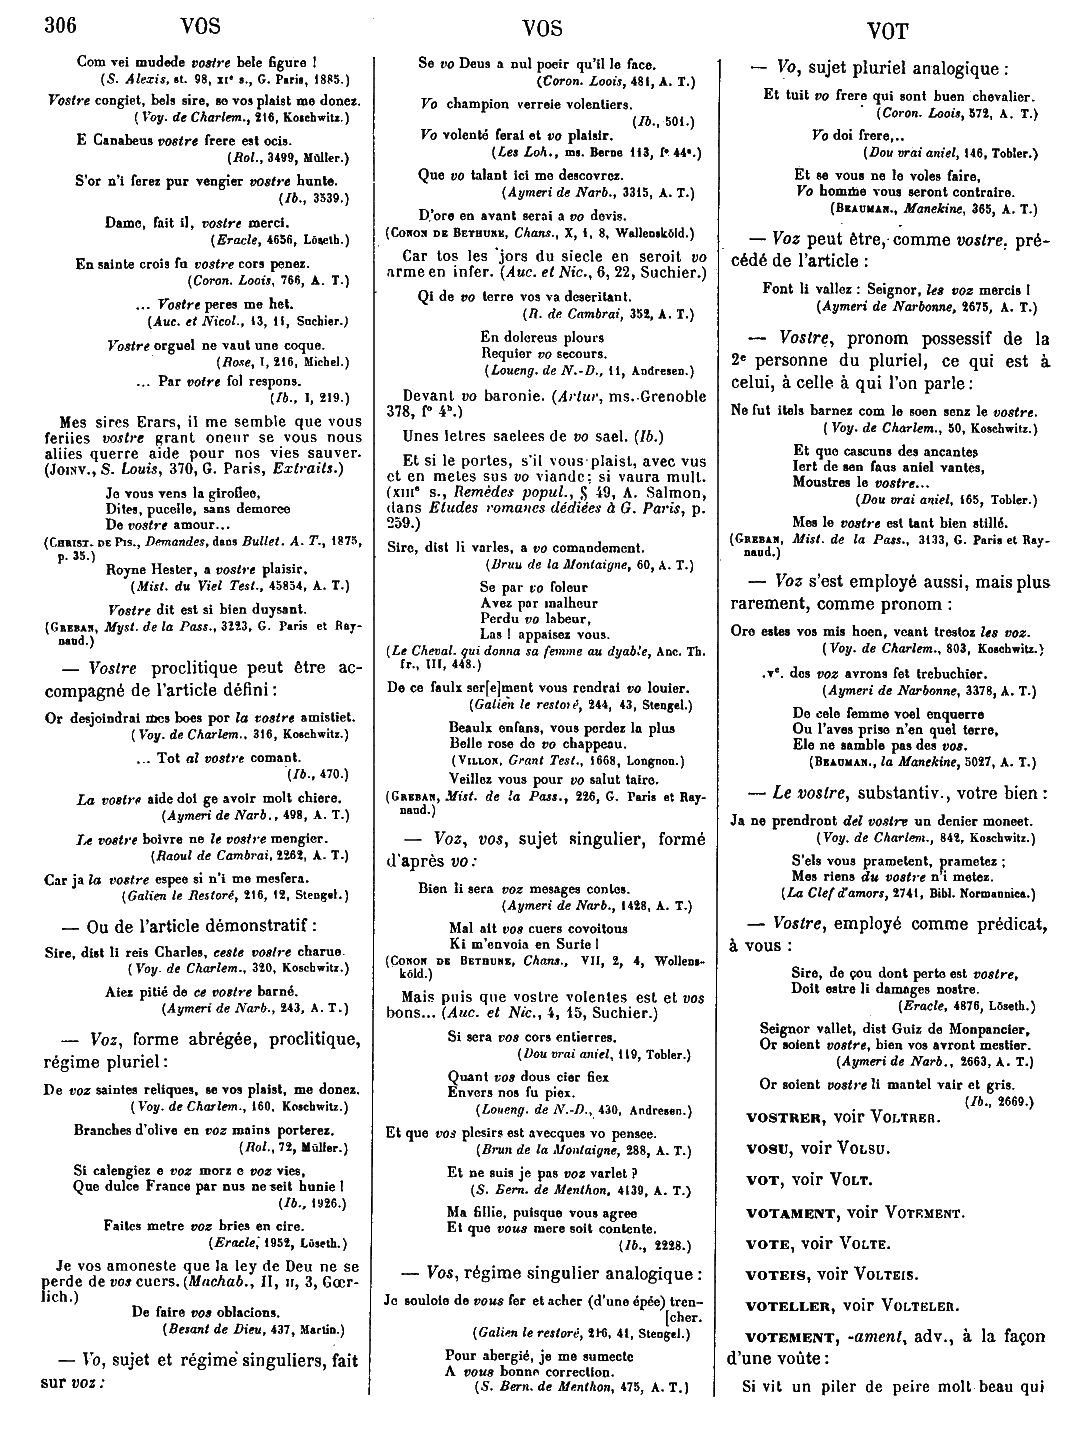 306 VOS
VOS
VOT
Com vei mudede vostre bele figure !
(S. Alexis, st. 98, XIe s., G. Paris, 1885.)
Vostre congiet, bels sire, se vos plaist me donez.
(Voy. de Charlem., 216, Koschwitz.)
E Canabeus vostre frere est ocis.
(Rol., 3499, Müller.)
S'or n'i ferez pur vengier vostre hunte.
(Ib., 3539.)
Dame, fait il, vostre merci.
(Eracle, 4656, Löseth.)
En sainte crois fu vostre cors penez.
(Coron. Loois, 766, A. T.)
... Vostre peres me het.
(Auc. et Nicol., 13, 11, Suchier.)
Vostre orguel ne vaut une coque.
(Rose, I, 216, Michel.)
... Par votre fol respons.
(Ib., I, 219.)
Mes sires Erars, il me semble que vous
feriies vostre grant oneur se vous nous
aliies querre aide pour nos vies sauver.
(JOINV., S. Louis, 370, G. Paris, Extraits.)
Je vous vens la giroflee,
Dites, pucelle, sans demoree
De vostre amour...
(CHRIST. DE PIS., Demandes, dans Bullet. A. T., 1875,
p. 35.)
Royne Hester, a vostre plaisir.
(Mist. du Viel Test., 45854, A. T.)
Vostre dit est si bien duysant.
(GREBAN, Myst. de la Pass., 3223, G. Paris et Ray-
naud.)
— Vostre proclitique peut être ac-
compagné de l'article défini :
Or desjoindrai mes boes por la vostre amistiet.
(Voy. de Charlem., 316, Koschwitz.)
... Tot al vostre comant.
(Ib., 470.)
La vostre aide doi ge avoir molt chiere.
(Aymeri de Narb., 498, A. T.)
Le vostre boivre ne le vostre mengier.
(Raoul de Cambrai, 2262, A. T.)
Car ja la vostre espee si n'i me mesfera.
(Galien le Restoré, 216, 12, Stengel.)
— Ou de l'article démonstratif :
Sire, dist li reis Charles, ceste vostre charue.
(Voy. de Charlem., 320, Koschwitz.)
Aiez pitié de ce vostre barné.
(Aymeri de Narb., 243, A. T.)
— Voz, forme abrégée, proclitique,
régime pluriel :
De voz saintes reliques, se vos plaist, me donez.
(Voy. de Charlem., 160, Koschwitz.)
Branches d'olive en voz mains porterez.
(Rol., 72, Müller.)
Si calengiez e voz morz e voz vies,
Que dulce France par nus ne seit hunie !
(Ib., 1926.)
Faites metre voz bries en cire.
(Eracle, 1952, Löseth.)
Je vos amoneste que la ley de Deu ne se
perde de vos cuers. (Machab., II, II, 3, Gœr-
lich.)
De faire vos oblacions.
(Besant de Dieu, 437, Martin.)
— Vo, sujet et régime singuliers, fait
sur voz :
Se vo Deus a nul poeir qu'il le face.
(Coron. Loois, 481, A. T.)
Vo champion verreie volentiers.
(Ib., 501.)
Vo volenté ferai et vo plaisir.
(Les Loh., ms. Berne 113, fº 44ª.)
Que vo talant ici me descovrez.
(Aymeri de Narb., 3315, A. T.)
D'ore en avant serai a vo devis.
(CONON DE BETHUNE, Chans., X, 1, 8, Wallensköld.)
Car tos les jors du siecle en seroit vo
arme en infer. (Auc. et Nic., 6, 22, Suchier.)
Qi de vo terre vos va deseritant.
(R. de Cambrai, 352, A. T.)
En dolereus plours
Requier vo secours.
(Loueng. de N.-D., 11, Andresen.)
Devant vo baronie. (Artur, ms. Grenoble
378, fº 4ᵇ.)
Unes letres saelees de vo sael. (Ib.)
Et si le portes, s'il vous plaist, avec vus
et en metes sus vo viande; si vaura mult.
(XIIIe s., Remèdes popul., § 49, A. Salmon,
dans Etudes romanes dédiées à G. Paris, p.
259.)
Sire, dist li varles, a vo comandement.
(Brun de la Montaigne, 60, A. T.)
Se par vo foleur
Avez par malheur
Perdu vo labeur,
Las ! appaisez vous.
(Le Cheval. qui donna sa femme au dyable, Anc. Th.
fr., III, 448.)
De ce faulx ser[e]ment vous rendrai vo louier.
(Galien le restoré, 244, 43, Stengel.)
Beaulx enfans, vous perdez la plus
Belle rose de vo chappeau.
(VILLON, Grant Test., 1668, Longnon.)
Veillez vous pour vo salut taire.
(GREBAN, Mist. de la Pass., 226, G. Paris et Ray-
naud.)
— Voz, vos, sujet singulier, formé
d'après vo :
Bien li sera voz mesages contes.
(Aymeri de Narb., 1428, A. T.)
Mal ait vos cuers covoitous
Ki m'envoia en Surie !
(CONON DE BETHUNE, Chans., VII, 2, 4, Wollens-
köld.)
Mais puis que vostre volentes est et vos
bons... (Auc. et Nic., 4, 15, Suchier.)
Si sera vos cors entierres.
(Dou vrai aniel, 119, Tobler.)
Quant vos dous cier fiex
Envers nos fu piex.
(Loueng. de N.-D., 430, Andresen.)
Et que vos plesirs est avecques vo pensee.
(Brun de la Montaigne, 288, A. T.)
Et ne suis je pas voz varlet ?
(S. Bern. de Menthon, 4139, A. T.)
Ma fillie, puisque vous agree
Et que vous mere soit contente.
(Ib., 2228.)
— Vos, régime singulier analogique :
Je souloie de vous fer et acher (d'une épée) tren-
[cher.
(Galien le restoré, 216, 41, Stengel.)
Pour abergié, je me sumecte
A vous bonne correction.
(S. Bern. de Menthon, 475, A. T.)
— Vo, sujet pluriel analogique :
Et tuit vo frere qui sont buen chevalier.
(Coron. Loois, 572, A. T.)
Vo doi frere,..
(Dou vrai aniel, 146, Tobler.)
Et se vous ne le voles faire,
Vo homme vous seront contraire.
(BEAUMAN., Manekine, 365, A. T.)
— Voz peut être, comme vostre, pré-
cédé de l'article :
Font li vallez : Seignor, les voz mercis !
(Aymeri de Narbonne, 2675, A. T.)
— Vostre, pronom possessif de la
2e personne du pluriel, ce qui est à
celui, à celle à qui l'on parle :
Ne fut itels barnez com le soen senz le vostre.
(Voy. de Charlem., 50, Koschwitz.)
Et que cascuns des ancantes
Iert de sen faus aniel vantes,
Moustres le vostre...
(Dou vrai aniel, 165, Tobler.)
Mes le vostre est tant bien stillé.
(GREBAN, Mist. de la Pass., 3133, G. Paris et Ray-
naud.)
— Voz s'est employé aussi, mais plus
rarement, comme pronom :
Ore estes vos mis hoen, veant trestoz les voz.
(Voy. de Charlem., 803, Koschwitz.)
.vc. des voz avrons fet trebuchier.
(Aymeri de Narbonne, 3378, A. T.)
De cele femme voel enquerre
Ou l'aves prise n'en quel terre,
Ele ne samble pas des vos.
(BEAUMAN., la Manekine, 5027, A. T.)
— Le vostre, substantiv., votre bien :
Ja ne prendront del vostre un denier moneet.
(Voy. de Charlem., 842, Koschwitz.)
S'els vous prametent, prametez ;
Mes riens du vostre n'i metez.
(La Clef d'amors, 2741, Bibl. Normannica.)
— Vostre, employé comme prédicat,
à vous :
Sire, de çou dont perte est vostre,
Doit estre li damages nostre.
(Eracle, 4876, Löseth.)
Seignor vallet, dist Guiz de Monpancier,
Or soient vostre, bien vos avront mestier.
(Aymeri de Narb., 2663, A. T.)
Or soient vostre li mantel vair et gris.
(Ib., 2669.)
VOSTRER, voir VOLTRER.
VOSU, voir VOLSU.
VOT, voir VOLT.
VOTAMENT, voir VOTEMENT.
VOTE, voir VOLTE.
VOTEIS, voir VOLTEIS.
VOTELLER, voir VOLTELER.
VOTEMENT, -ament, adv., à la façon
d'une voûte :
Si vit un piler de peire molt beau qui